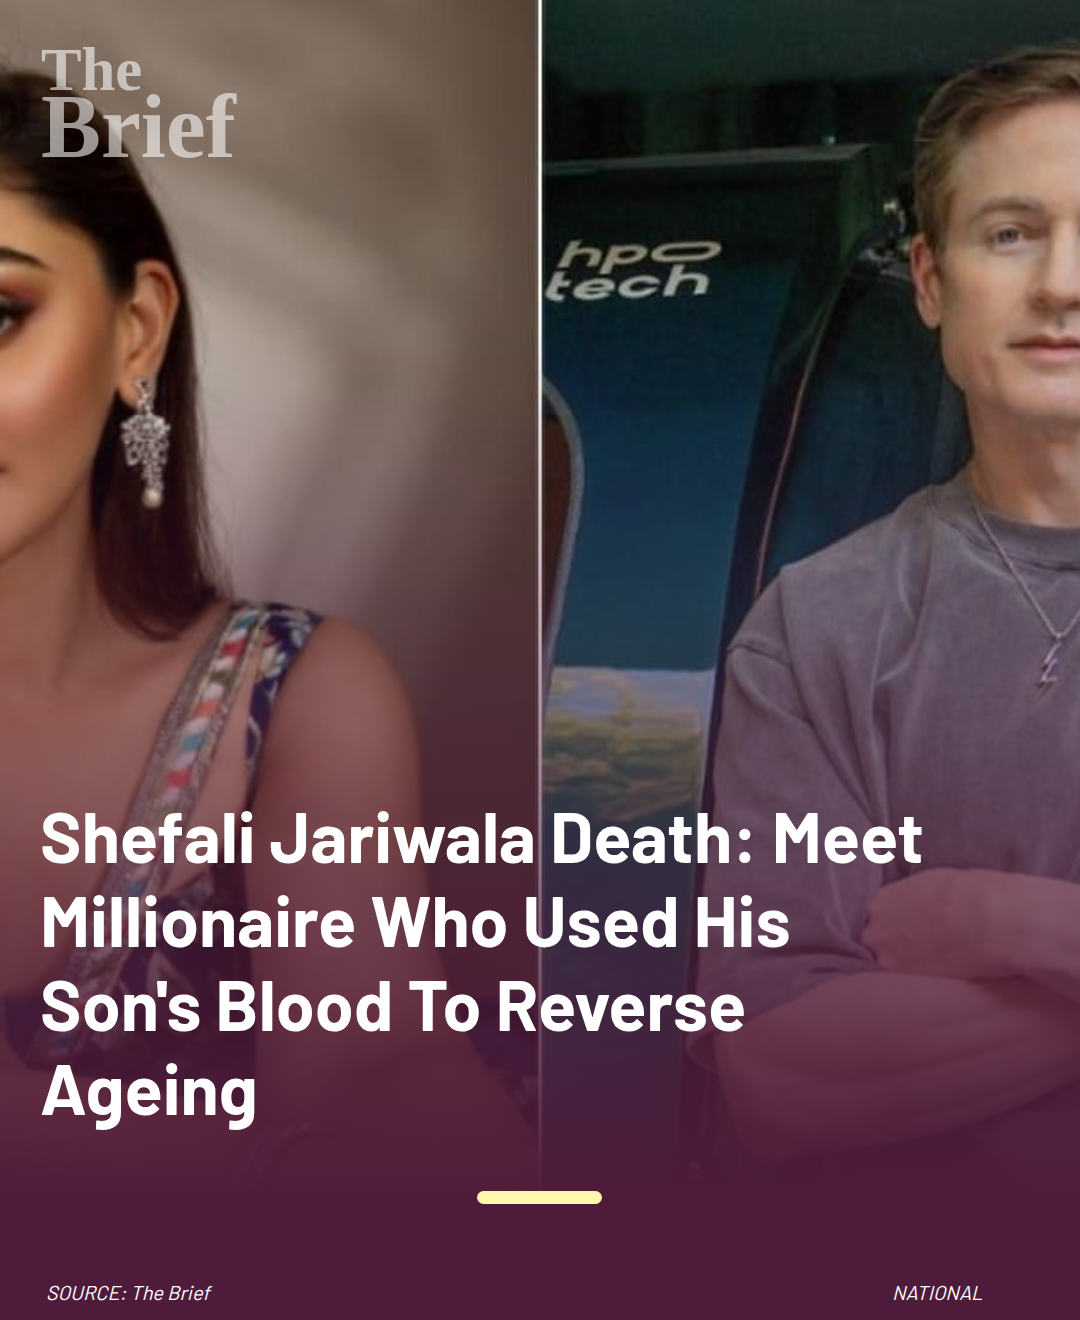 The
Brief
hpo
tech
Shefali Jariwala Death: Meet
Millionaire Who Used His
Son's Blood To Reverse
Ageing
SOURCE: The Brief
NATIONAL